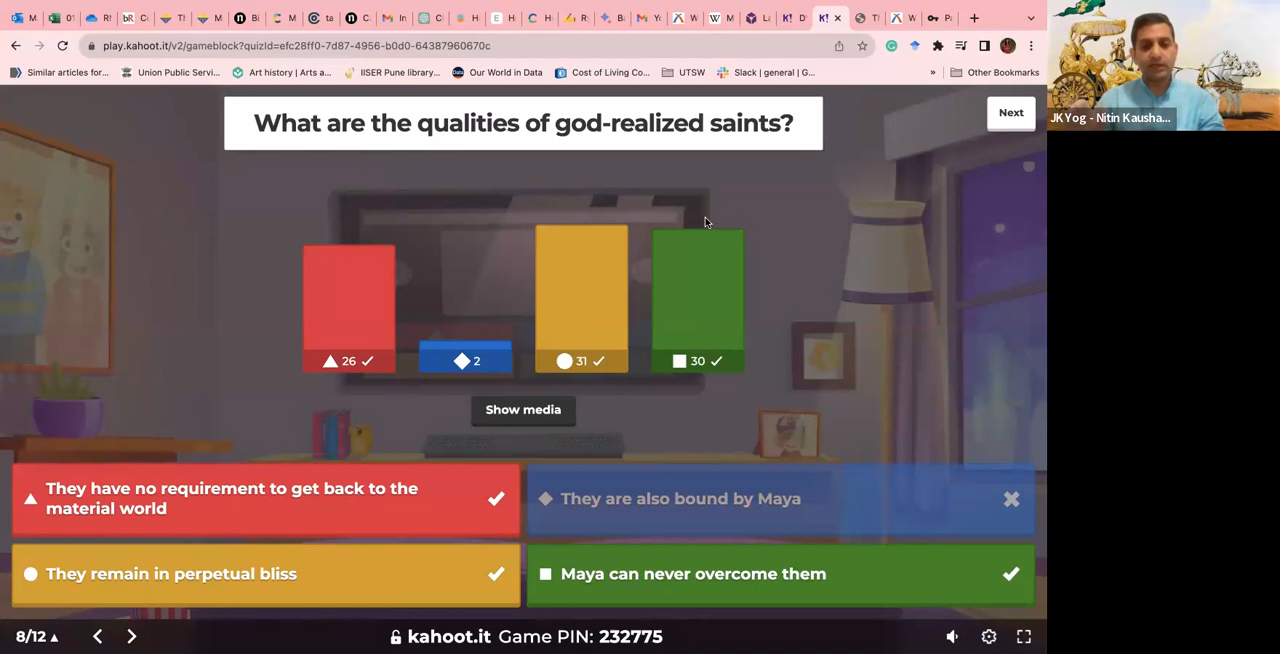 play.kahoot.it/v2/gameblock?quizId=efc28ff0-7d87-4956-b0d0-64387960670c
Similar articles for...
Union Public Servi...
Art history | Arts a...
IISER Pune library...
Our World in Data
Cost of Living Co...
UTSW
Slack | general | G...
»
Other Bookmarks
What are the qualities of god-realized saints?
Next
JKYog - Nitin Kausha...
26
2
31
30
Show media
They have no requirement to get back to the
material world
They are also bound by Maya
They remain in perpetual bliss
Maya can never overcome them
8/12
kahoot.it Game PIN: 232775